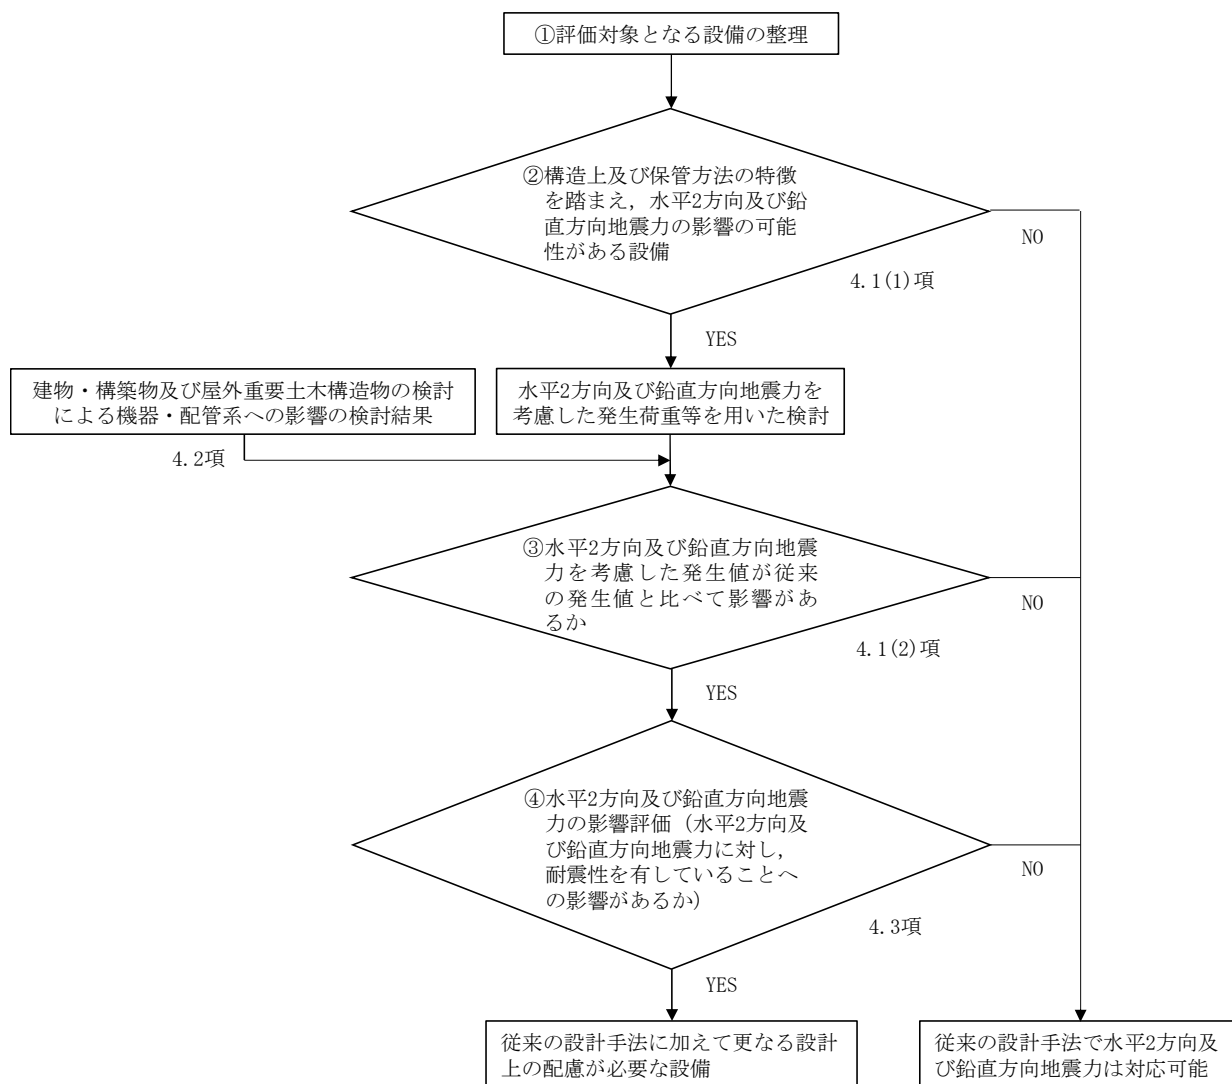 ①評価対象となる設備の整理
②構造上及び保管方法の特徴
を踏まえ，水平2方向及び鉛
直方向地震力の影響の可能
性がある設備
NO
4.1(1)項
YES
建物・構築物及び屋外重要土木構造物の検討
による機器・配管系への影響の検討結果
水平2方向及び鉛直方向地震力を
考慮した発生荷重等を用いた検討
4.2項
③水平2方向及び鉛直方向地震
力を考慮した発生値が従来
の発生値と比べて影響があ
るか
NO
4.1(2)項
YES
④水平2方向及び鉛直方向地震
力の影響評価（水平2方向及
び鉛直方向地震力に対し，
耐震性を有していることへ
の影響があるか）
NO
4.3項
YES
従来の設計手法に加えて更なる設計
上の配慮が必要な設備
従来の設計手法で水平2方向及
び鉛直方向地震力は対応可能